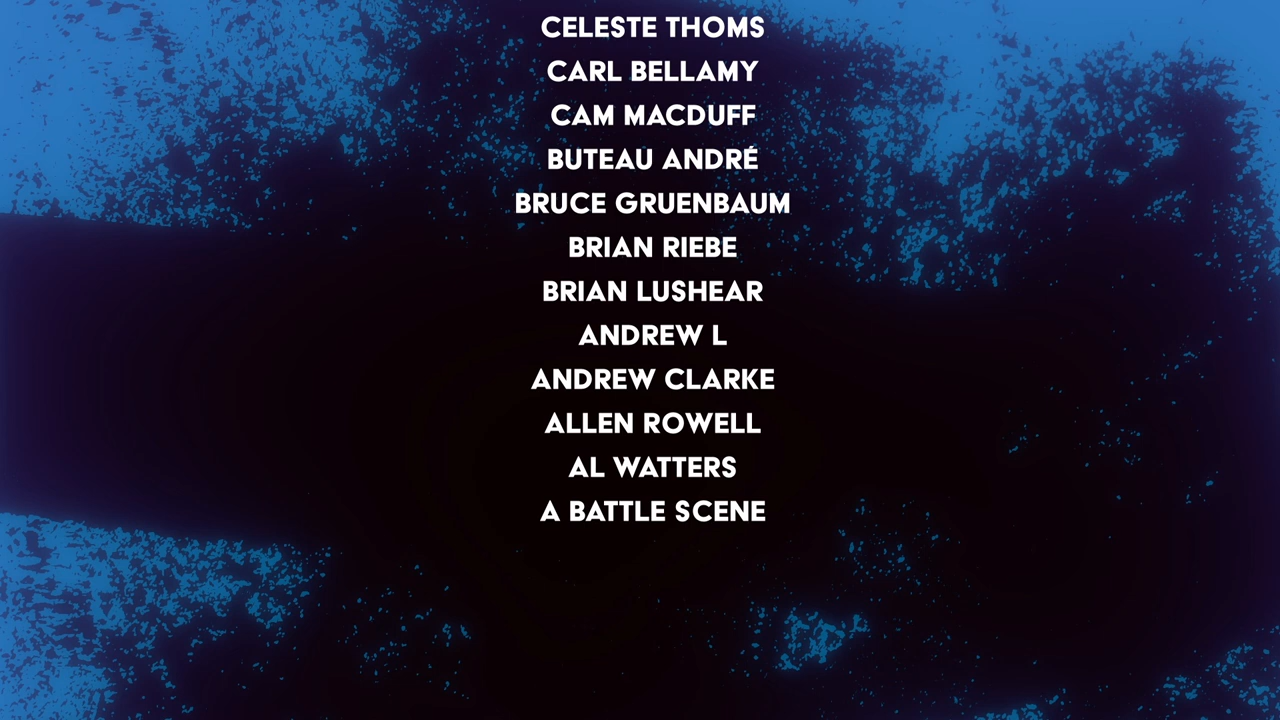 CELESTE THOMS
CARL BELLAMY
CAM MACDUFF
BUTEAU ANDRÉ
BRUCE GRUENBAUM
BRIAN RIEBE
BRIAN LUSHEAR
ANDREW L
ANDREW CLARKE
ALLEN ROWELL
AL WATTERS
A BATTLE SCENE